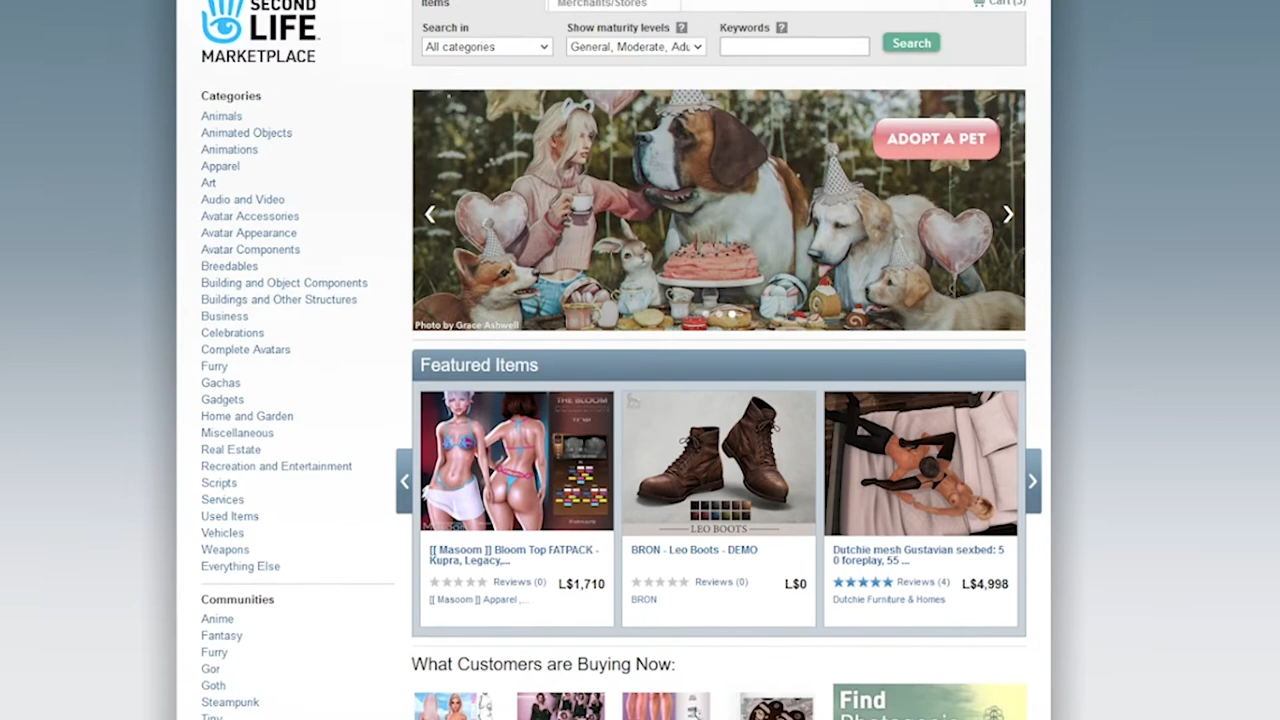 SECOND
LIFE
MARKETPLACE
Items
Merchants/Stores
Cart (3)
Search in
Show maturity levels ?
Keywords ?
All categories
General, Moderate, Adu
Search
Categories
Animals
Animated Objects
Animations
Apparel
Art
Audio and Video
Avatar Accessories
Avatar Appearance
Avatar Components
Breedables
Building and Object Components
Buildings and Other Structures
Business
Celebrations
Complete Avatars
Furry
Gachas
Gadgets
Home and Garden
Miscellaneous
Real Estate
Recreation and Entertainment
Scripts
Services
Used Items
Vehicles
Weapons
Everything Else
Communities
Anime
Fantasy
Furry
Gor
Goth
Steampunk
Tiny
ADOPT A PET
Photo by Grace Ashwell
Featured Items
THE BLOOM
LEO BOOTS
[[ Masoom ]] Bloom Top FATPACK -
Kupra, Legacy,...
Reviews (0)
L$1,710
[[ Masoom ]] Apparel ,...
BRON - Leo Boots - DEMO
Reviews (0)
L$0
BRON
Dutchie mesh Gustavian sexbed: 5
0 foreplay, 55 ...
Reviews (4)
L$4,998
Dutchie Furniture & Homes
What Customers are Buying Now:
Find